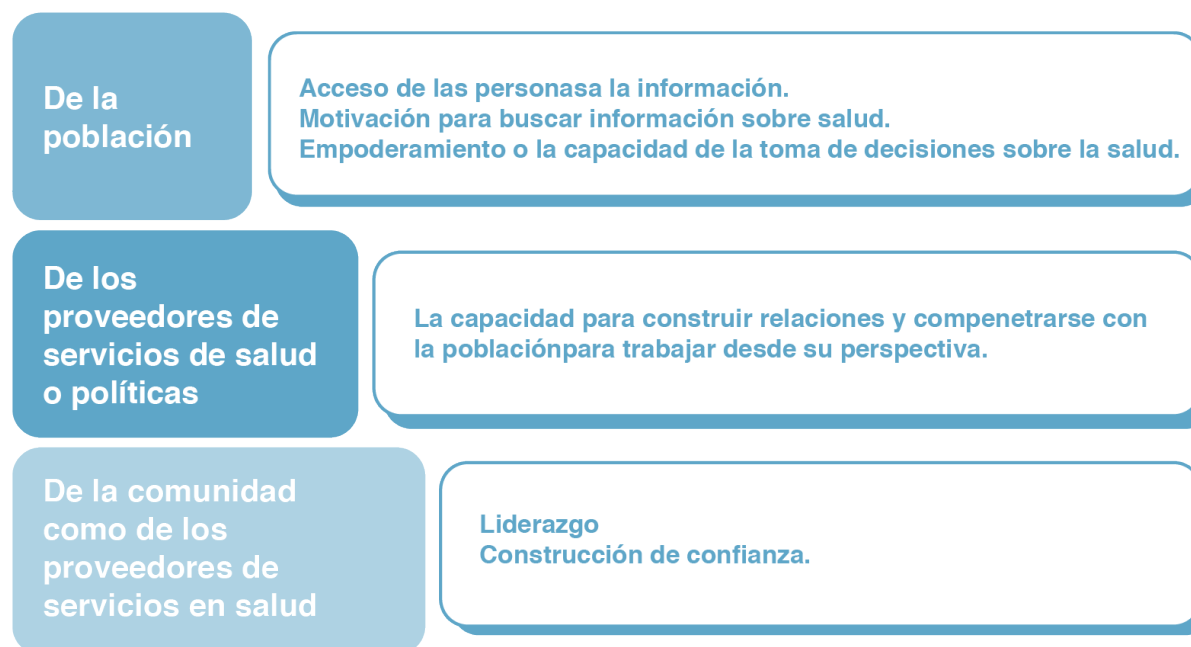 De la
población
Acceso de las personasa la información.
Motivación para buscar información sobre salud.
Empoderamiento o la capacidad de la toma de decisiones sobre la salud.
De los
proveedores de
servicios de salud
o políticas
La capacidad para construir relaciones y compenetrarse con
la poblaciónpara trabajar desde su perspectiva.
De la comunidad
como de los
proveedores de
servicios en salud
Liderazgo
Construcción de confianza.